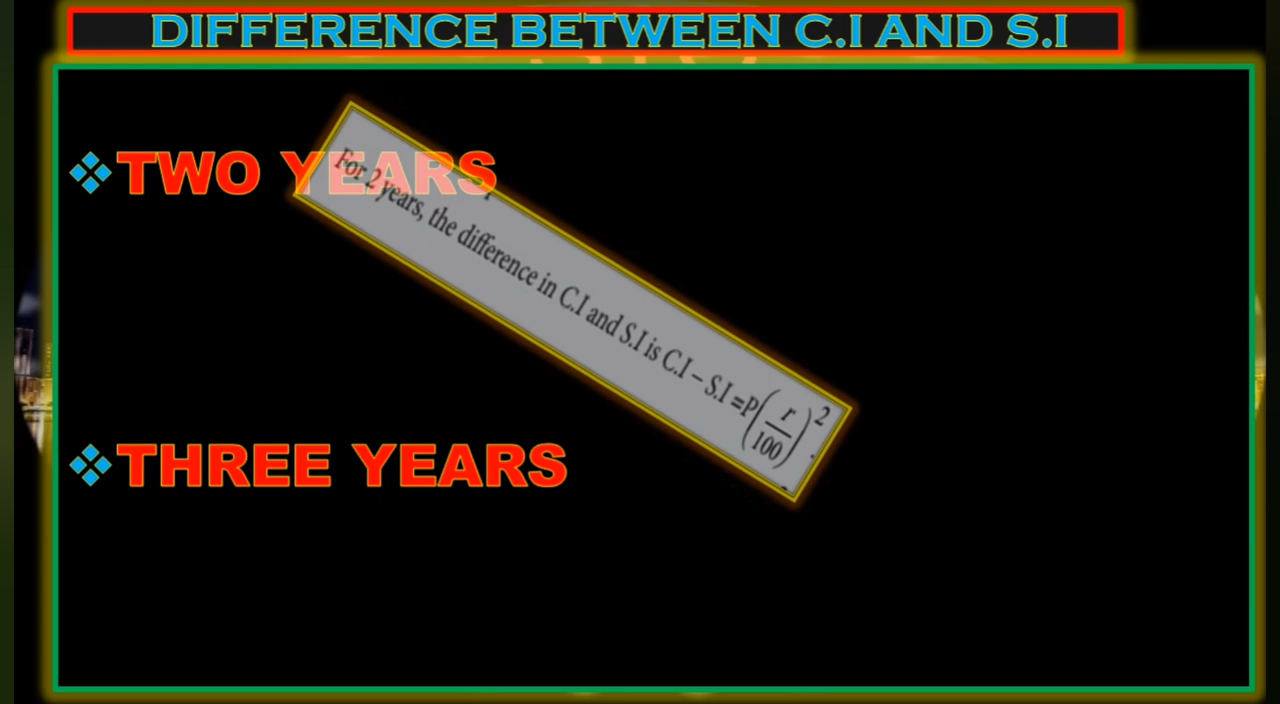 DIFFERENCE BETWEEN C.I AND S.I
❖TWO YEARS
For 2 years, the difference in C.I and S.I is C.I – S.I =P(r/100)².
❖THREE YEARS